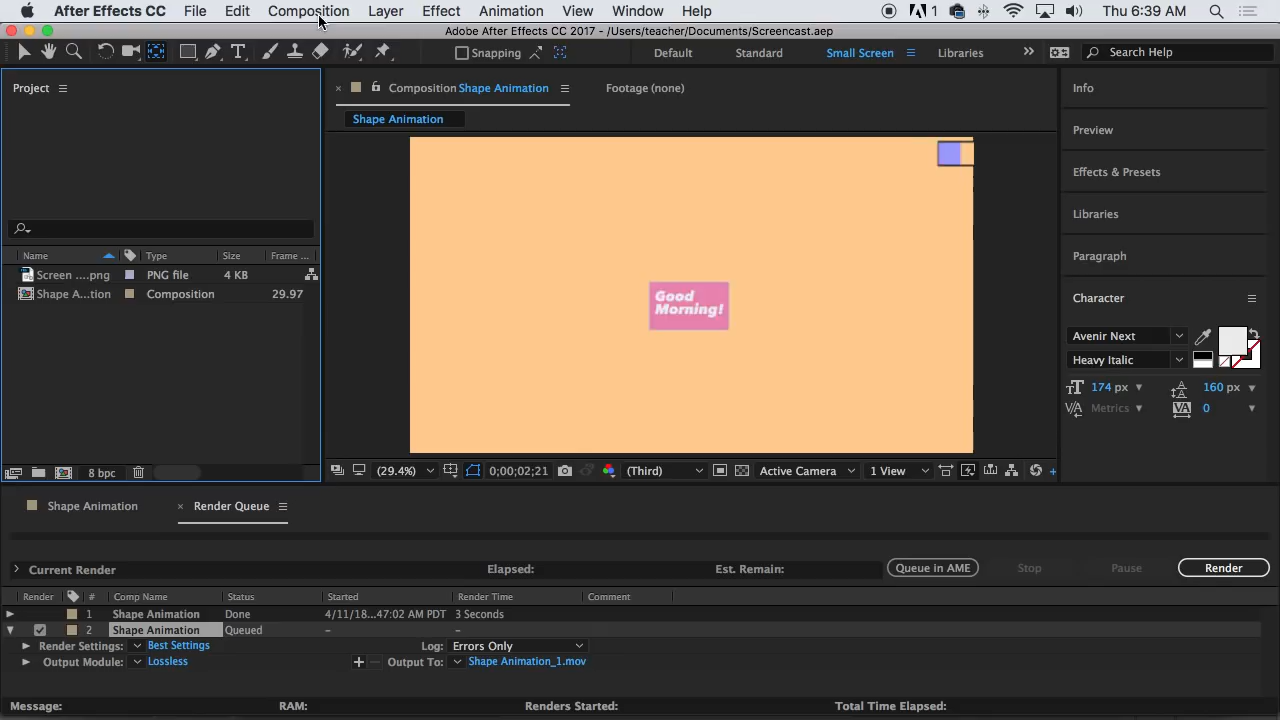 After Effects CC File Edit Composition Layer Effect Animation View Window Help 1 Thu 6:39 AM
Adobe After Effects CC 2017 - /Users/teacher/Documents/Screencast.aep
Snapping Default Standard Small Screen Libraries Search Help
Project
Composition Shape Animation Footage (none)
Shape Animation
Info
Preview
Effects & Presets
Libraries
Paragraph
Character
Avenir Next
Heavy Italic
174 px 160 px
Metrics 0
Name Type Size Frame ...
Screen ....png PNG file 4 KB
Shape A...tion Composition 29.97
Good
Morning!
8 bpc
(29.4%) 0;00;02;21 (Third) Active Camera 1 View
Shape Animation Render Queue
Current Render Elapsed: Est. Remain: Queue in AME Stop Pause Render
Render # Comp Name Status Started Render Time Comment
1 Shape Animation Done 4/11/18...47:02 AM PDT 3 Seconds
2 Shape Animation Queued – –
Render Settings: Best Settings Log: Errors Only
Output Module: Lossless Output To: Shape Animation_1.mov
Message: RAM: Renders Started: Total Time Elapsed: